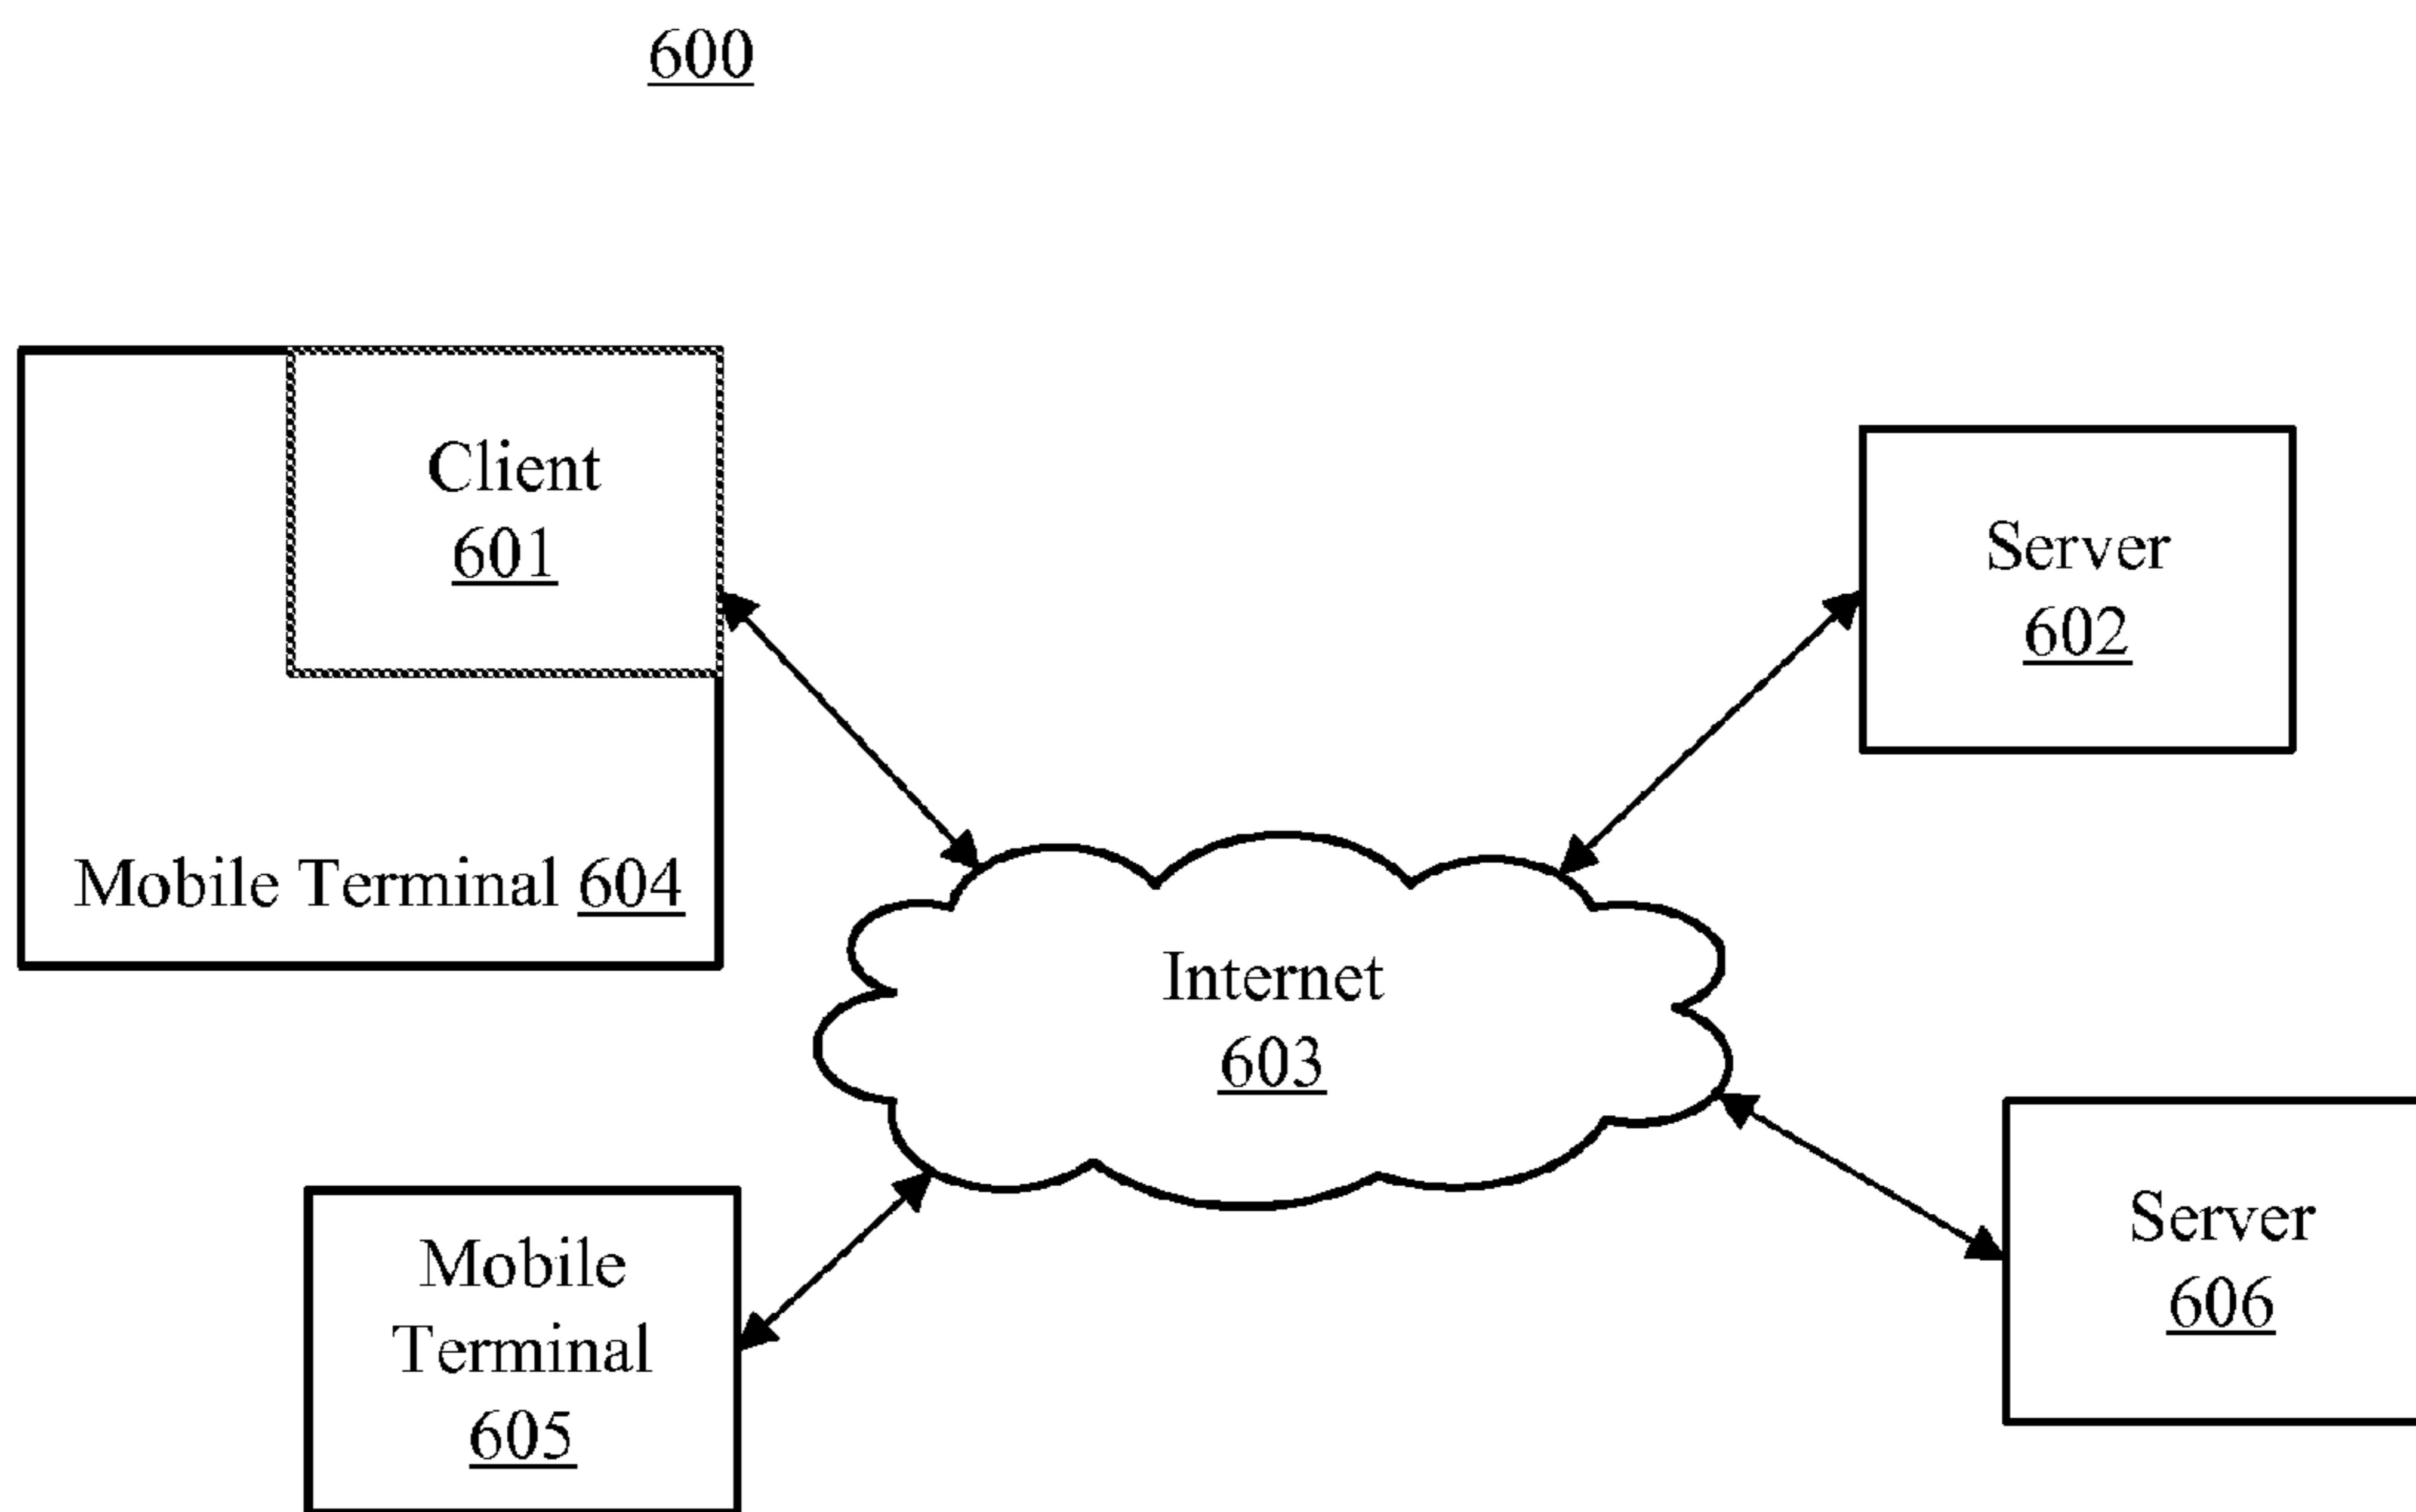 600
Client
601
Server
602
Mobile Terminal 604
Internet
603
Mobile
Terminal
605
Server
606